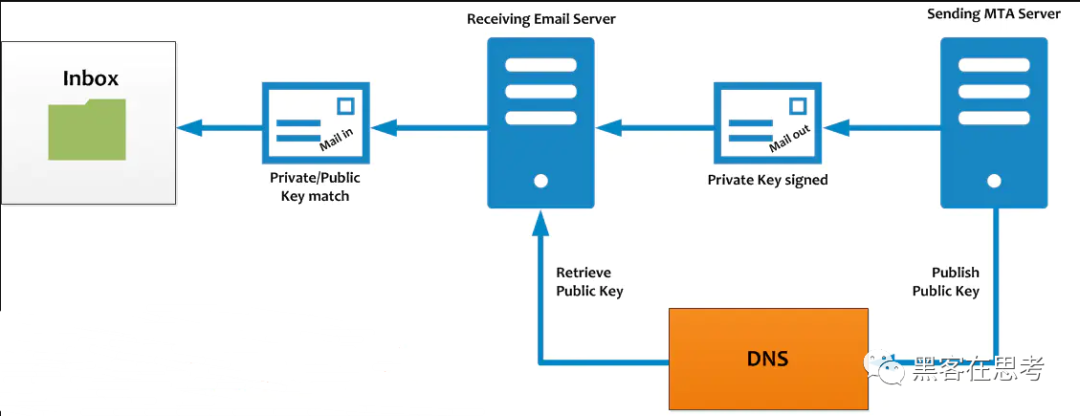 Receiving Email Server
Sending MTA Server
Inbox
Mail in
Mail out
Private/Public
Key match
Private Key signed
Retrieve
Public Key
Publish
Public Key
DNS
黑客在思考